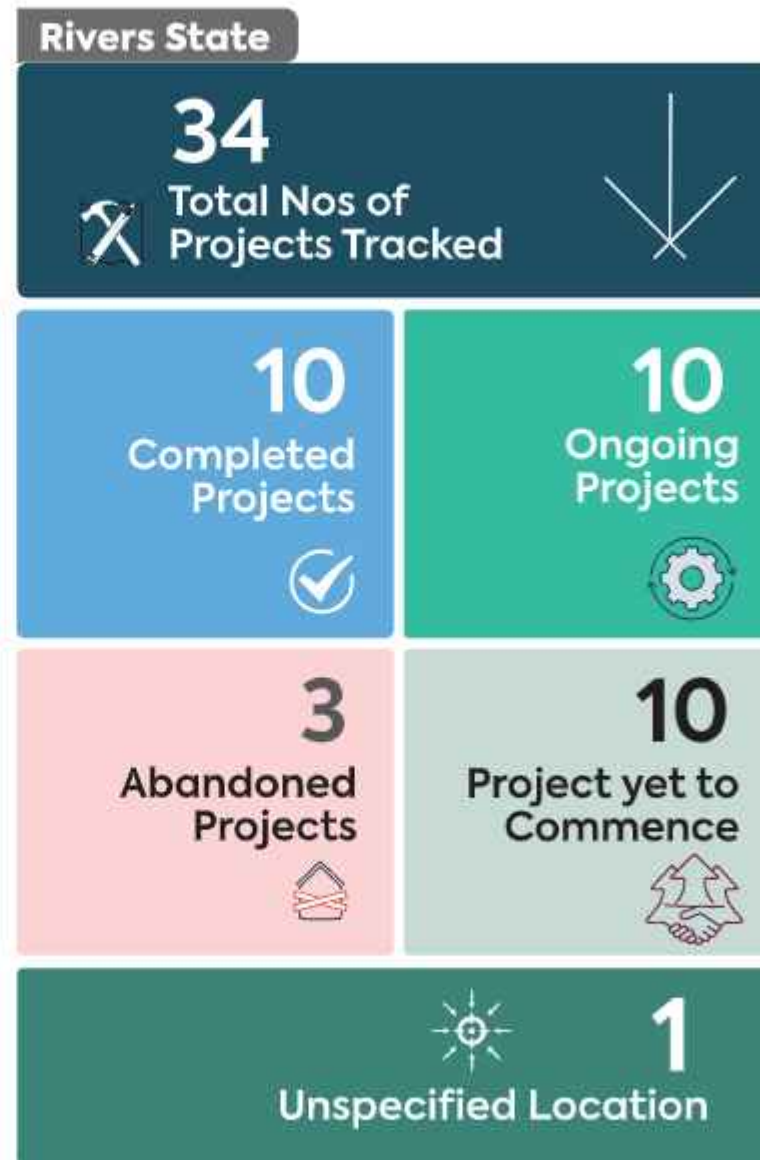 Rivers State
34
Total Nos of
Projects Tracked
10
Completed
Projects
10
Ongoing
Projects
3
Abandoned
Projects
10
Project yet to
Commence
1
Unspecified Location